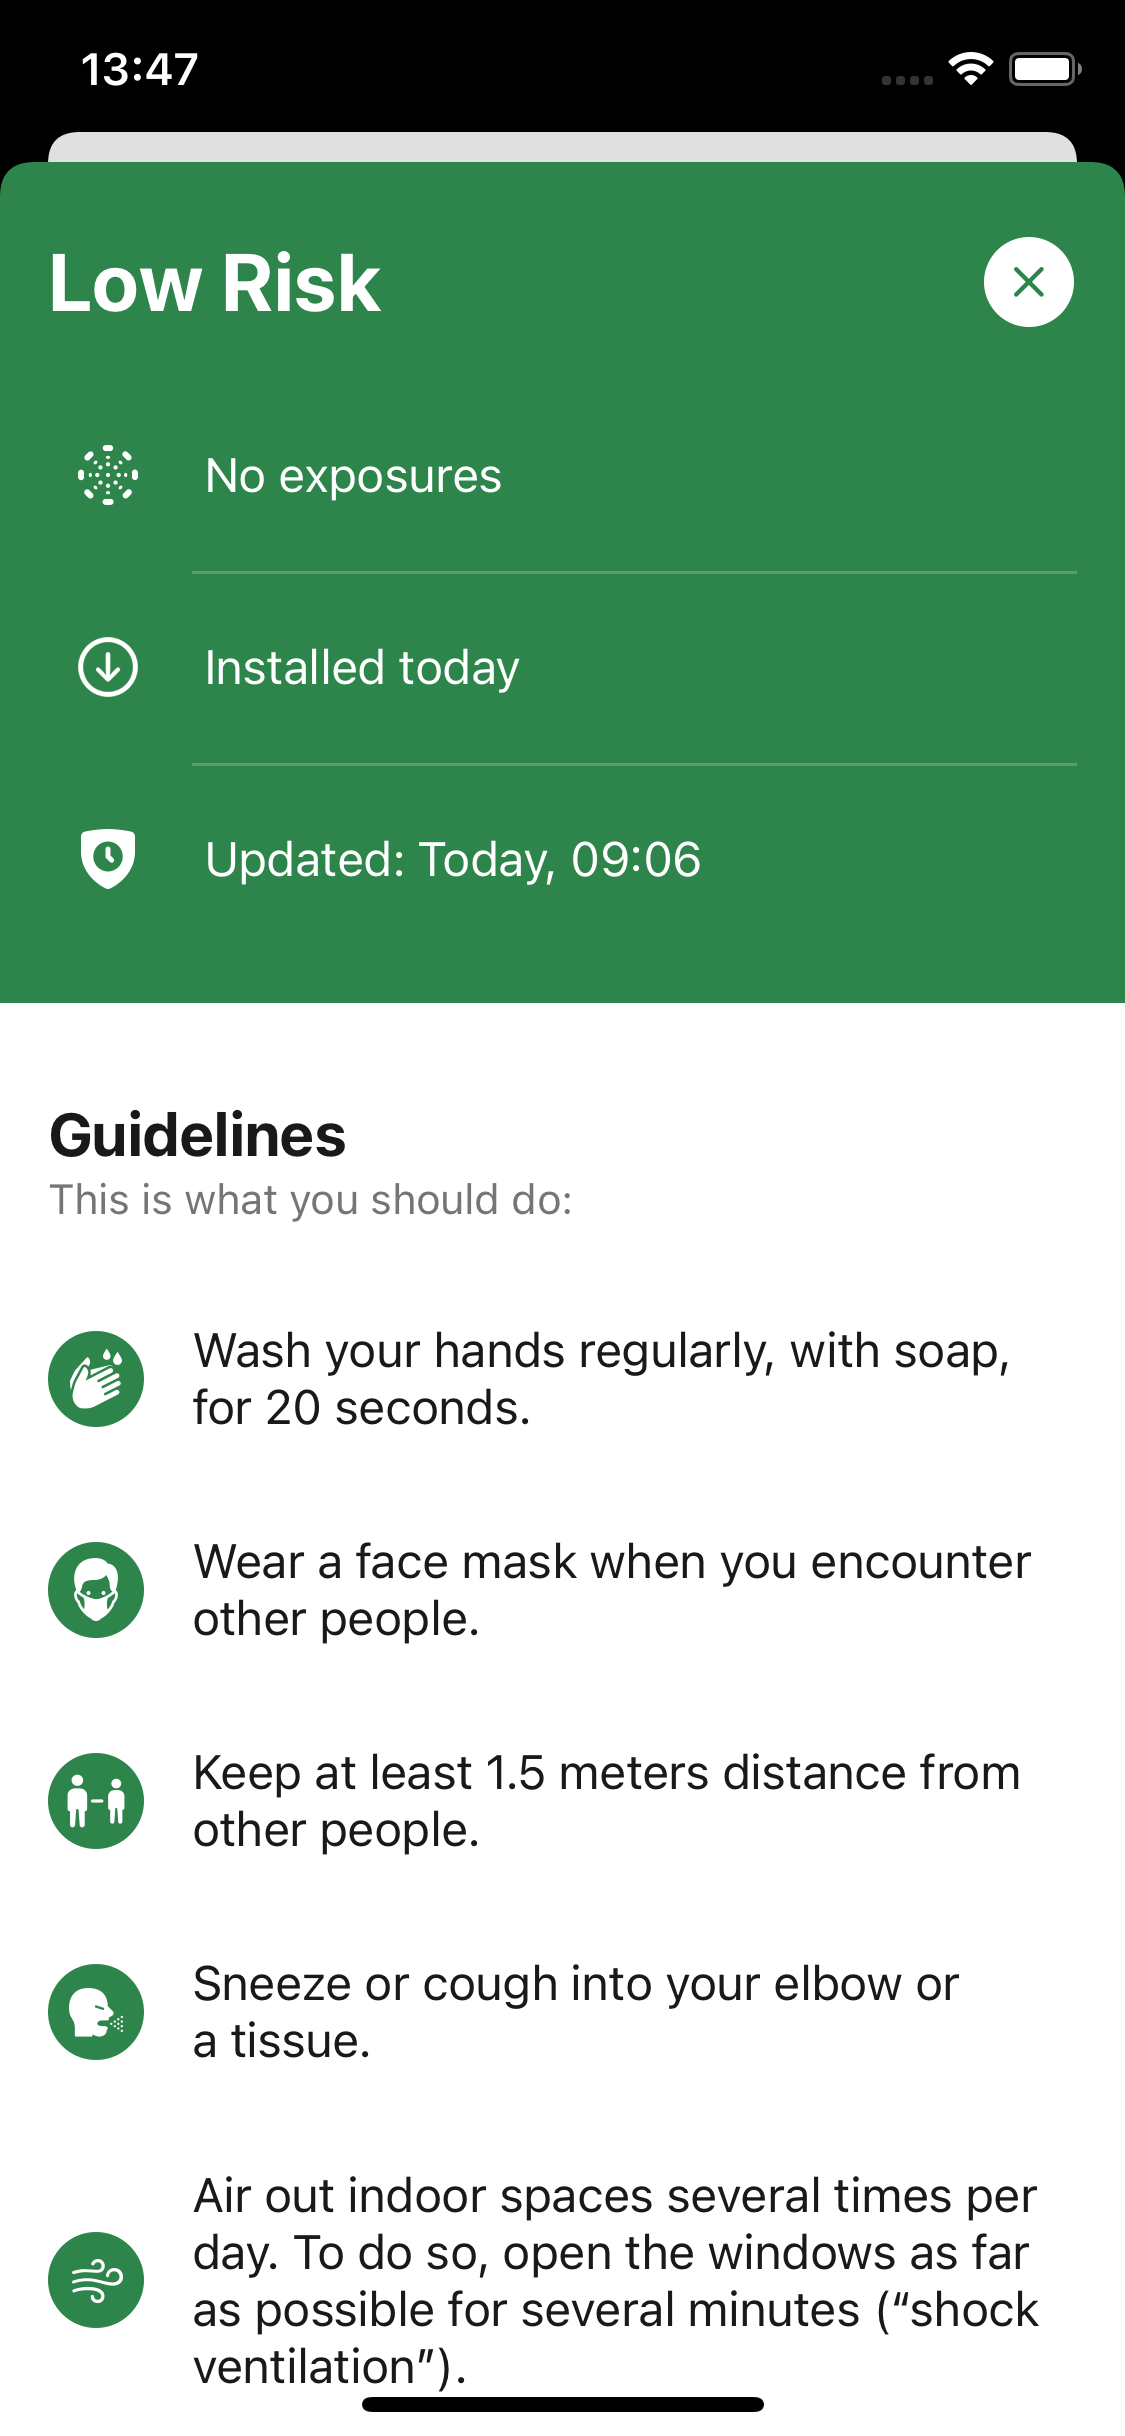 13:47
Low Risk
No exposures
Installed today
Updated: Today, 09:06
Guidelines
This is what you should do:
Wash your hands regularly, with soap,
for 20 seconds.
Wear a face mask when you encounter
other people.
Keep at least 1.5 meters distance from
other people.
Sneeze or cough into your elbow or
a tissue.
Air out indoor spaces several times per
day. To do so, open the windows as far
as possible for several minutes (“shock
ventilation”).